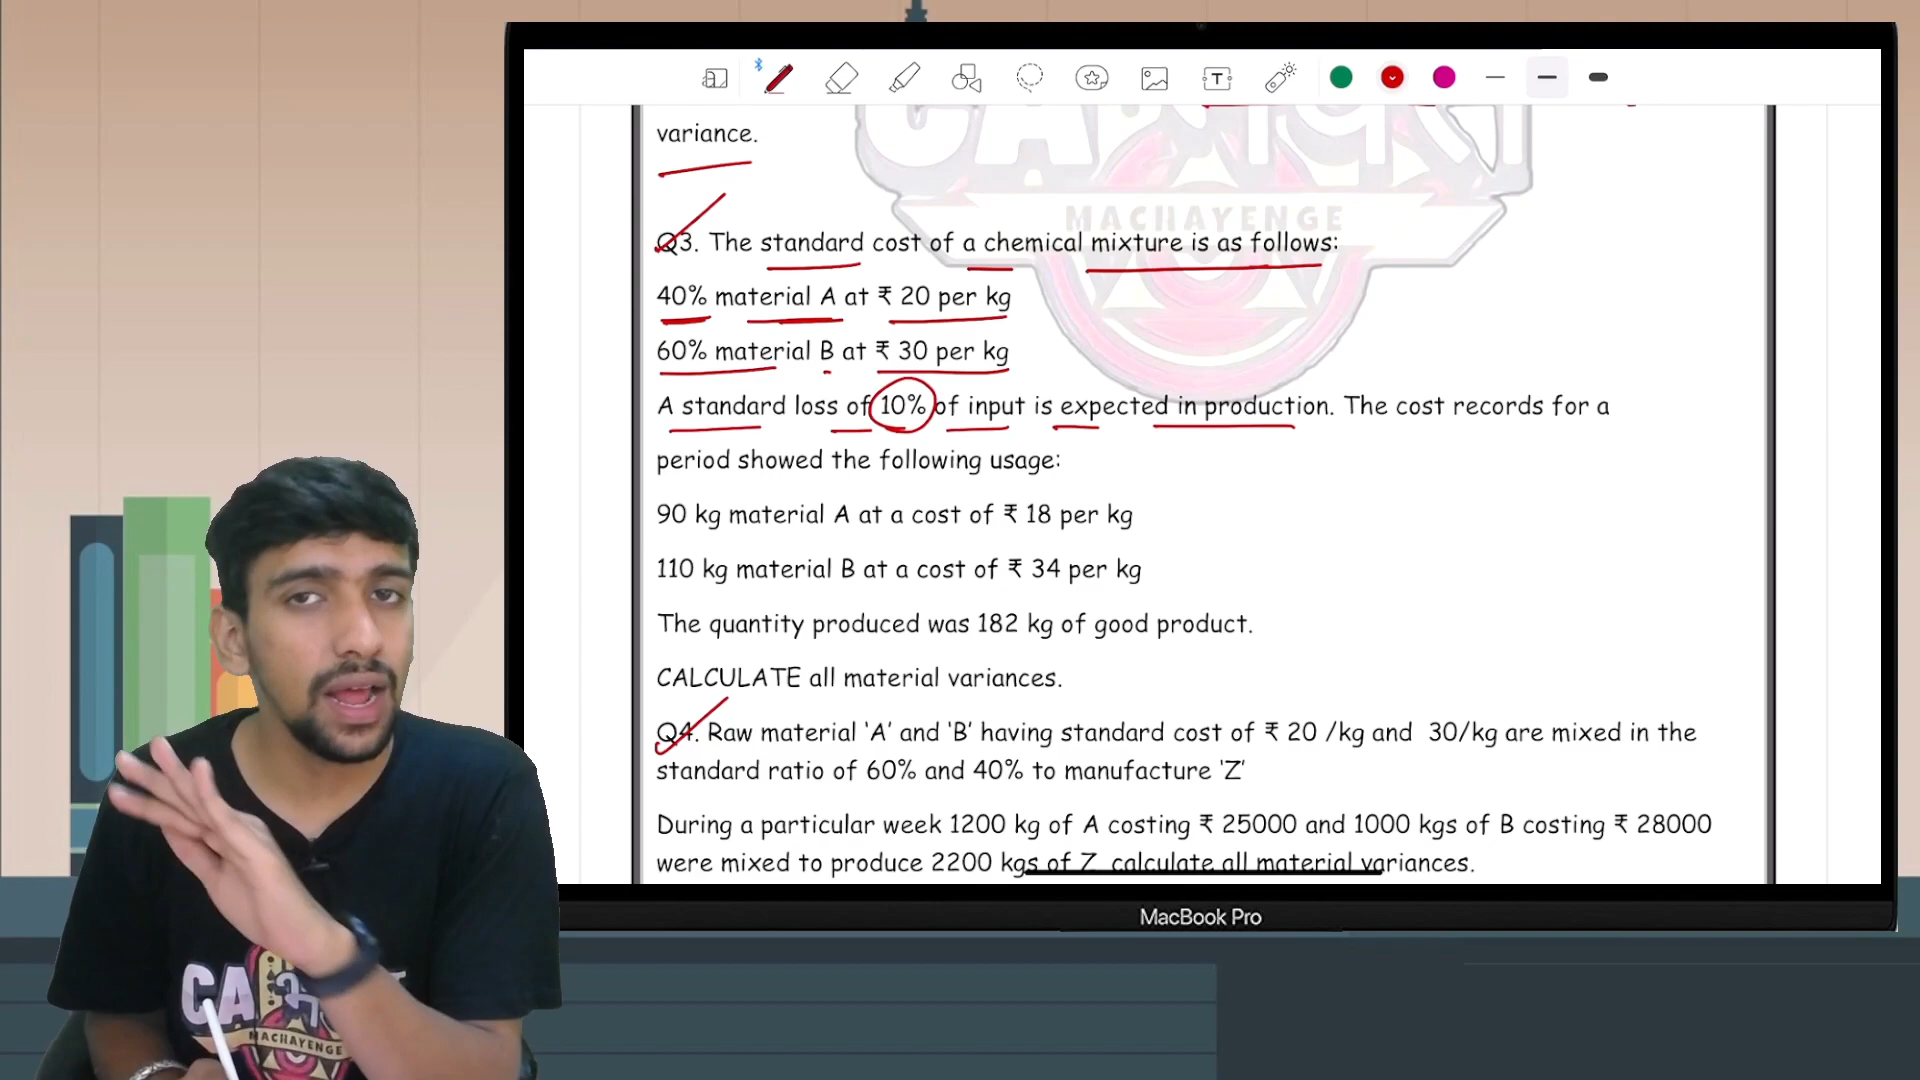 variance.
MACHAYENGE
Q3. The standard cost of a chemical mixture is as follows:
40% material A at ₹ 20 per kg
60% material B at ₹ 30 per kg
A standard loss of 10% of input is expected in production. The cost records for a
period showed the following usage:
90 kg material A at a cost of ₹ 18 per kg
110 kg material B at a cost of ₹ 34 per kg
The quantity produced was 182 kg of good product.
CALCULATE all material variances.
Q4. Raw material ‘A’ and ‘B’ having standard cost of ₹ 20 /kg and 30/kg are mixed in the
standard ratio of 60% and 40% to manufacture ‘Z’
During a particular week 1200 kg of A costing ₹ 25000 and 1000 kgs of B costing ₹ 28000
were mixed to produce 2200 kgs of Z calculate all material variances.
MacBook Pro
CA
MACHAYENGE